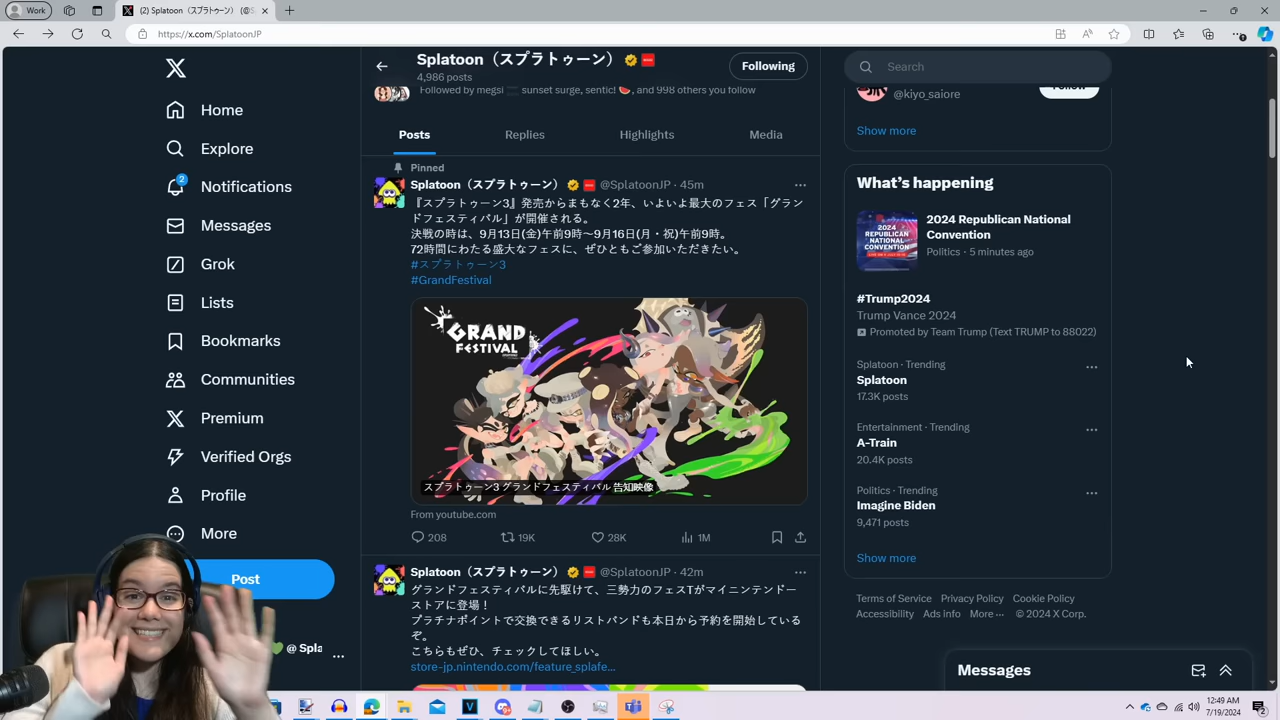 Work
(2) Splatoon (スプラトゥーン) (@S
https://x.com/SplatoonJP
Home
Explore
2
Notifications
Messages
Grok
Lists
Bookmarks
Communities
Premium
Verified Orgs
Profile
More
Post
@ Spla
Splatoon（スプラトゥーン）
4,986 posts
Following
Followed by megsi sunset surge, senticl 🍉, and 998 others you follow
Posts
Replies
Highlights
Media
Pinned
Splatoon（スプラトゥーン） @SplatoonJP · 45m
『スプラトゥーン3』発売からまもなく2年、いよいよ最大のフェス「グラン
ドフェスティバル」が開催される。
決戦の時は、9月13日(金)午前9時～9月16日(月・祝)午前9時。
72時間にわたる盛大なフェスに、ぜひともご参加いただきたい。
#スプラトゥーン3
#GrandFestival
GRAND
FESTIVAL
スプラトゥーン3 グランドフェスティバル 告知映像
From youtube.com
208
19K
28K
1M
Splatoon（スプラトゥーン） @SplatoonJP · 42m
グランドフェスティバルに先駆けて、三勢力のフェスTがマイニンテンドー
ストアに登場！
プラチナポイントで交換できるリストバンドも本日から予約を開始している
ぞ。
こちらもぜひ、チェックしてほしい。
store-jp.nintendo.com/feature_splafe…
Search
@kiyo_saiore
Follow
Show more
What's happening
2024
REPUBLICAN
NATIONAL
CONVENTION
2024 Republican National
Convention
Politics · 5 minutes ago
#Trump2024
Trump Vance 2024
Promoted by Team Trump (Text TRUMP to 88022)
Splatoon · Trending
Splatoon
17.3K posts
Entertainment · Trending
A-Train
20.4K posts
Politics · Trending
Imagine Biden
9,471 posts
Show more
Terms of Service Privacy Policy Cookie Policy
Accessibility Ads info More ··· © 2024 X Corp.
Messages
12:49 AM
7/19/2024
2